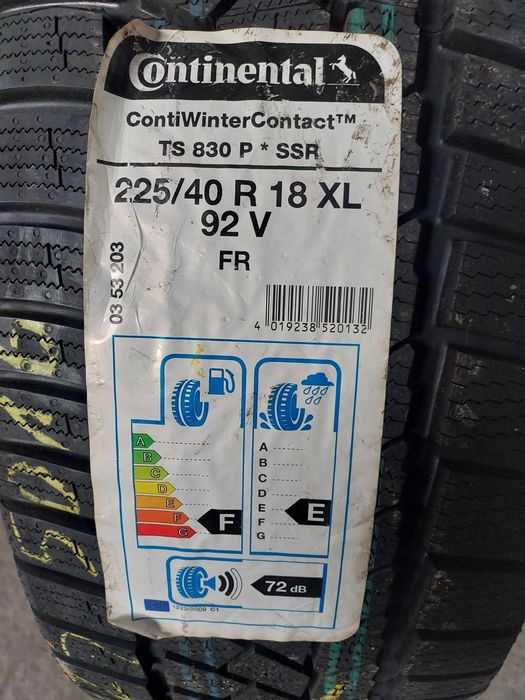 Continental
ContiWinterContact™
TS 830 P * SSR
225/40 R 18 XL
92 V
FR
03 53 203
4 019238 520132
A
B
C
D
E
F
G
F
A
B
C
D
E
F
G
E
72 dB
1222/2009 C1